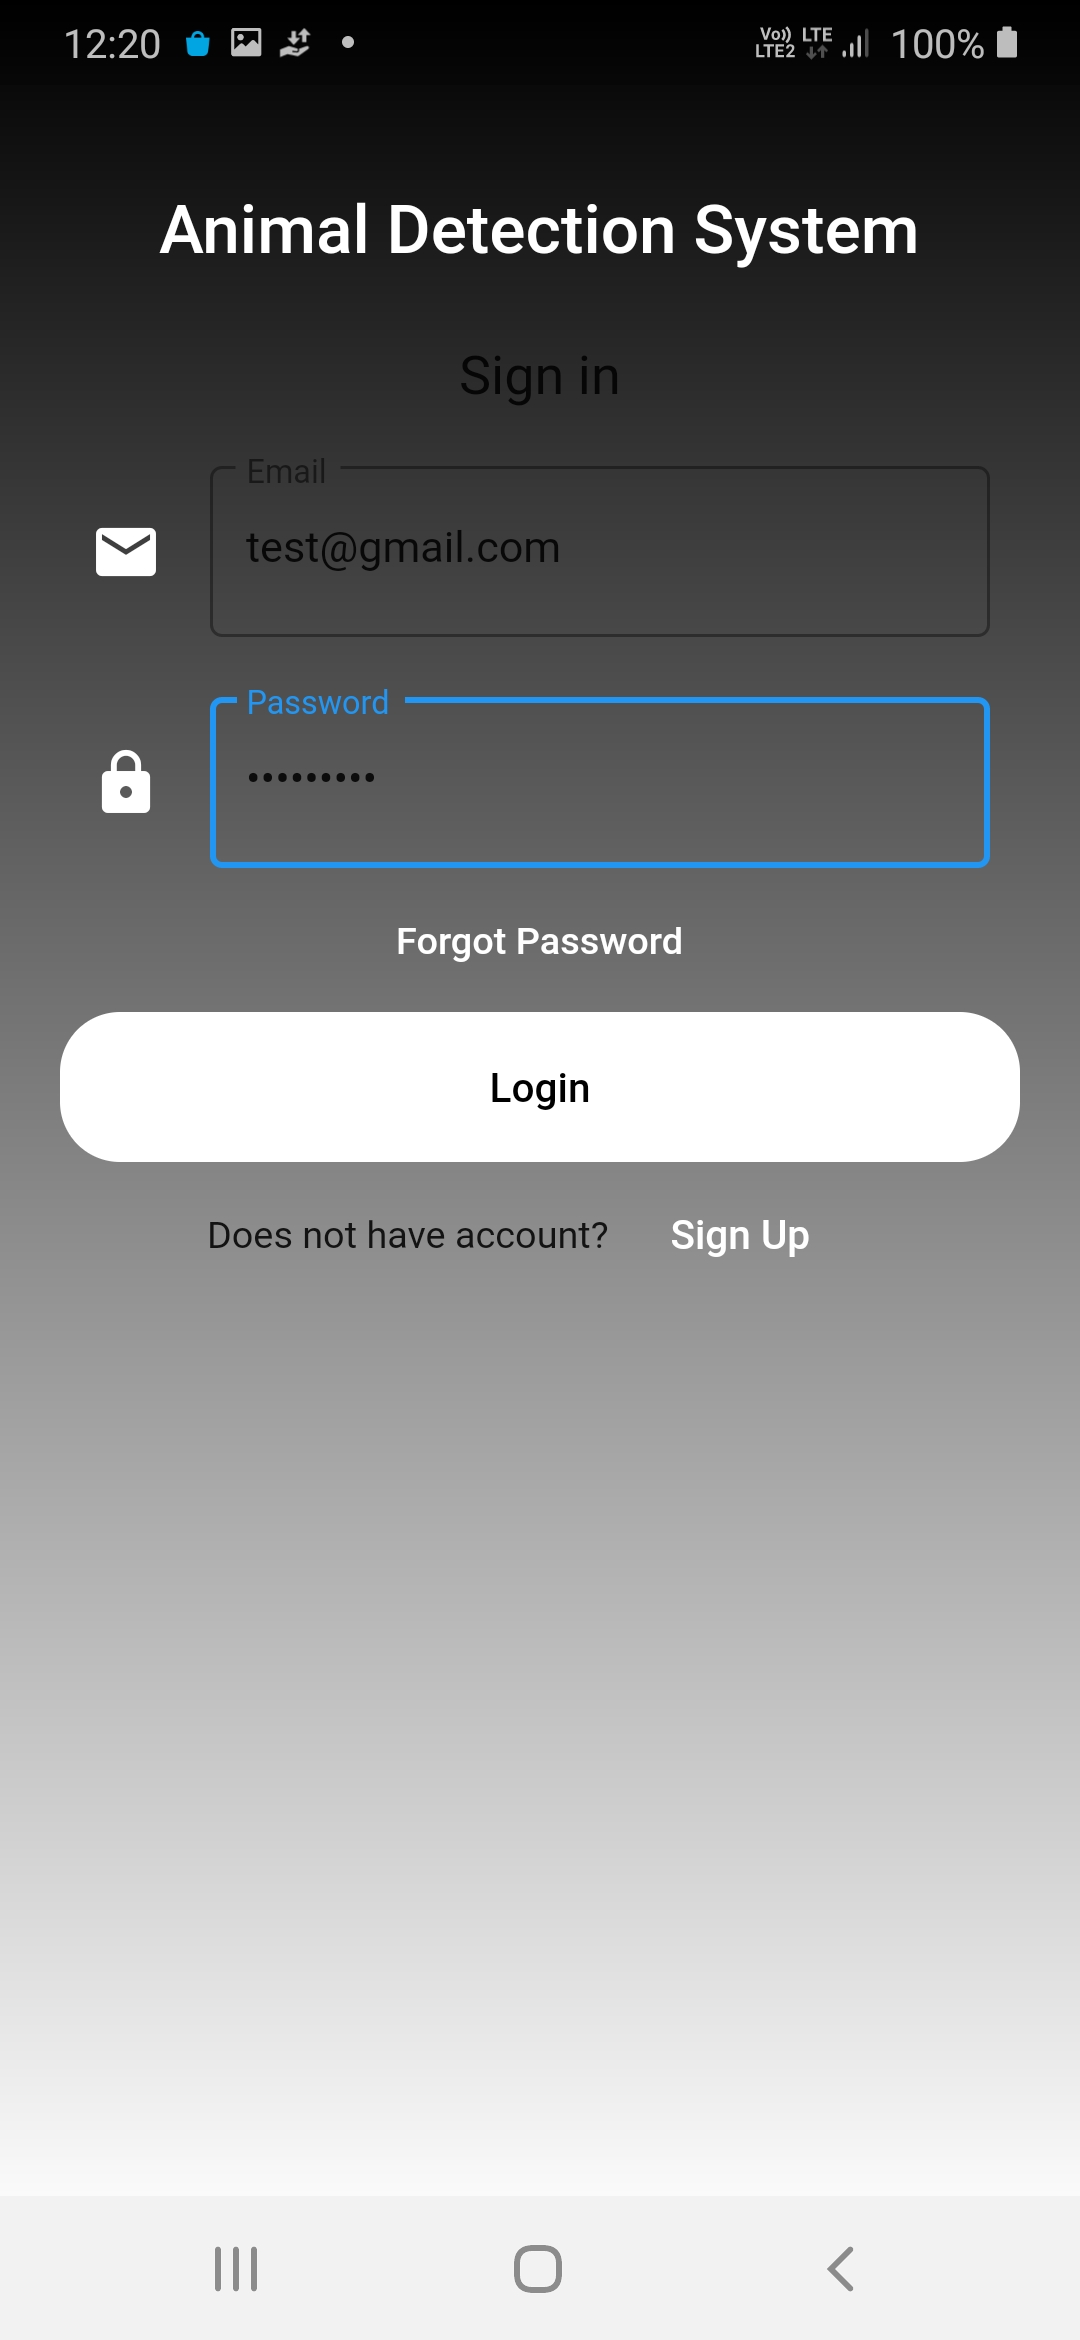 12:20
Vo)) LTE
LTE2
100%
Animal Detection System
Sign in
Email
test@gmail.com
Password
•••••••••
Forgot Password
Login
Does not have account? Sign Up